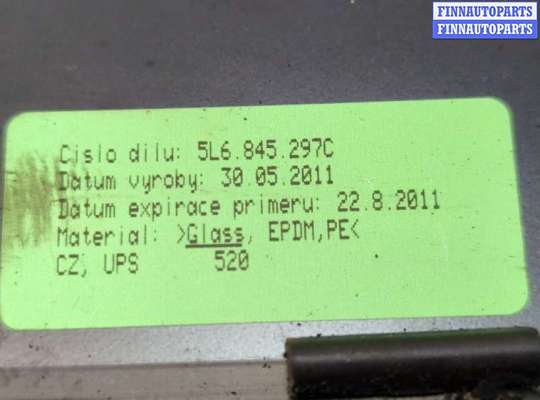 FINNAUTOPARTS
FINNAUTOPARTS
Cislo dilu: 5L6.845.297C
Datum vyroby: 30.05.2011
Datum expirace primeru: 22.8.2011
Material: >Glass, EPDM,PE<
CZ, UPS 520